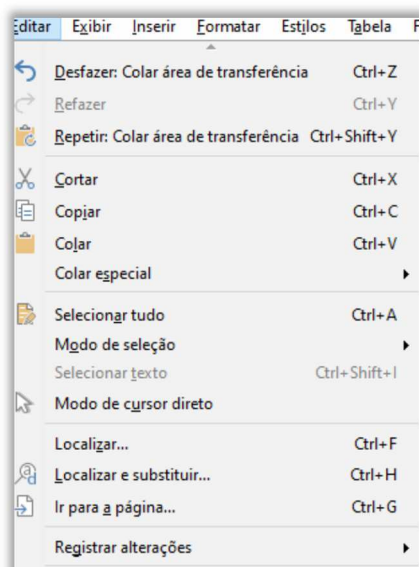 Editar Exibir Inserir Formatar Estilos Tabela F
Desfazer: Colar área de transferência Ctrl+Z
Refazer Ctrl+Y
Repetir: Colar área de transferência Ctrl+Shift+Y
Cortar Ctrl+X
Copiar Ctrl+C
Colar Ctrl+V
Colar especial
Selecionar tudo Ctrl+A
Modo de seleção
Selecionar texto Ctrl+Shift+I
Modo de cursor direto
Localizar... Ctrl+F
Localizar e substituir... Ctrl+H
Ir para a página... Ctrl+G
Registrar alterações